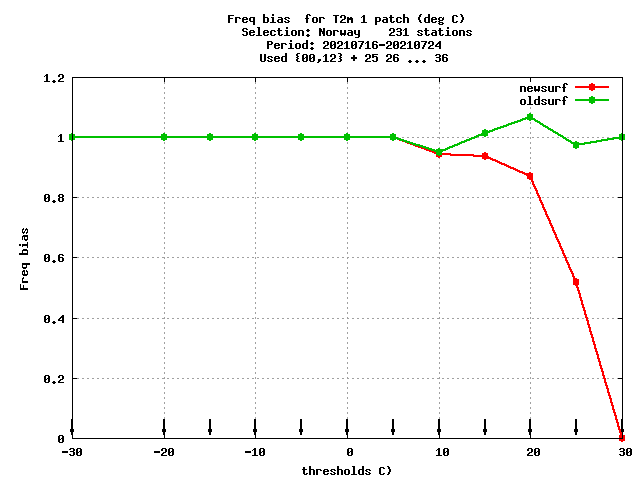 Freq bias  for T2m 1 patch (deg C)
Selection: Norway    231 stations
Period: 20210716-20210724
Used {00,12} + 25 26 ... 36
newsurf
oldsurf
1.2
1
0.8
0.6
0.4
0.2
0
Freq bias
-30
-20
-10
0
10
20
30
thresholds C)